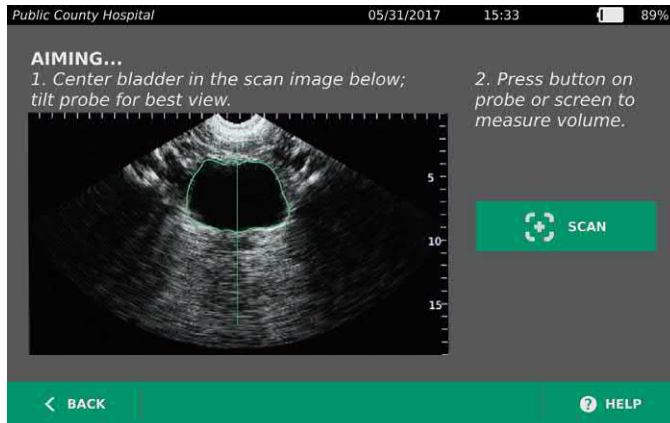 Public County Hospital 05/31/2017 15:33 89%
AIMING...
1. Center bladder in the scan image below;
tilt probe for best view.
2. Press button on
probe or screen to
measure volume.
5
10
15
SCAN
BACK
HELP